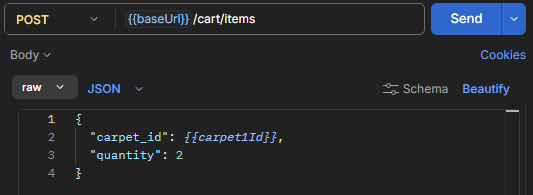 POST {{baseUrl}} /cart/items Send
Body Cookies
raw JSON Schema Beautify
1 {
2 "carpet_id": {{carpet1Id}},
3 "quantity": 2
4 }